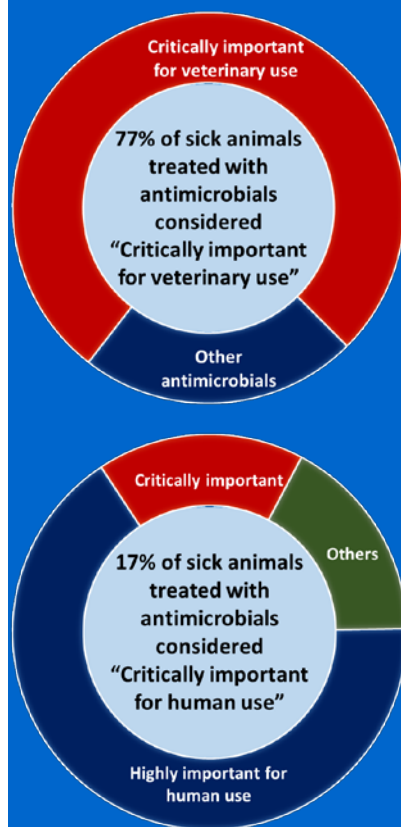 Critically important
for veterinary use
77% of sick animals
treated with
antimicrobials
considered
“Critically important
for veterinary use”
Other
antimicrobials
Critically important
Others
17% of sick animals
treated with
antimicrobials
considered
“Critically important
for human use”
Highly important for
human use